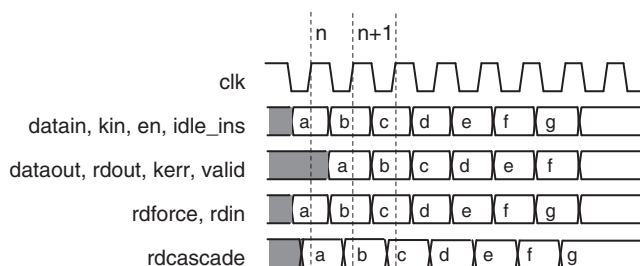 n n+1
clk
datain, kin, en, idle_ins a b c d e f g
dataout, rdout, kerr, valid a b c d e f
rdforce, rdin a b c d e f g
rdcascade a b c d e f g